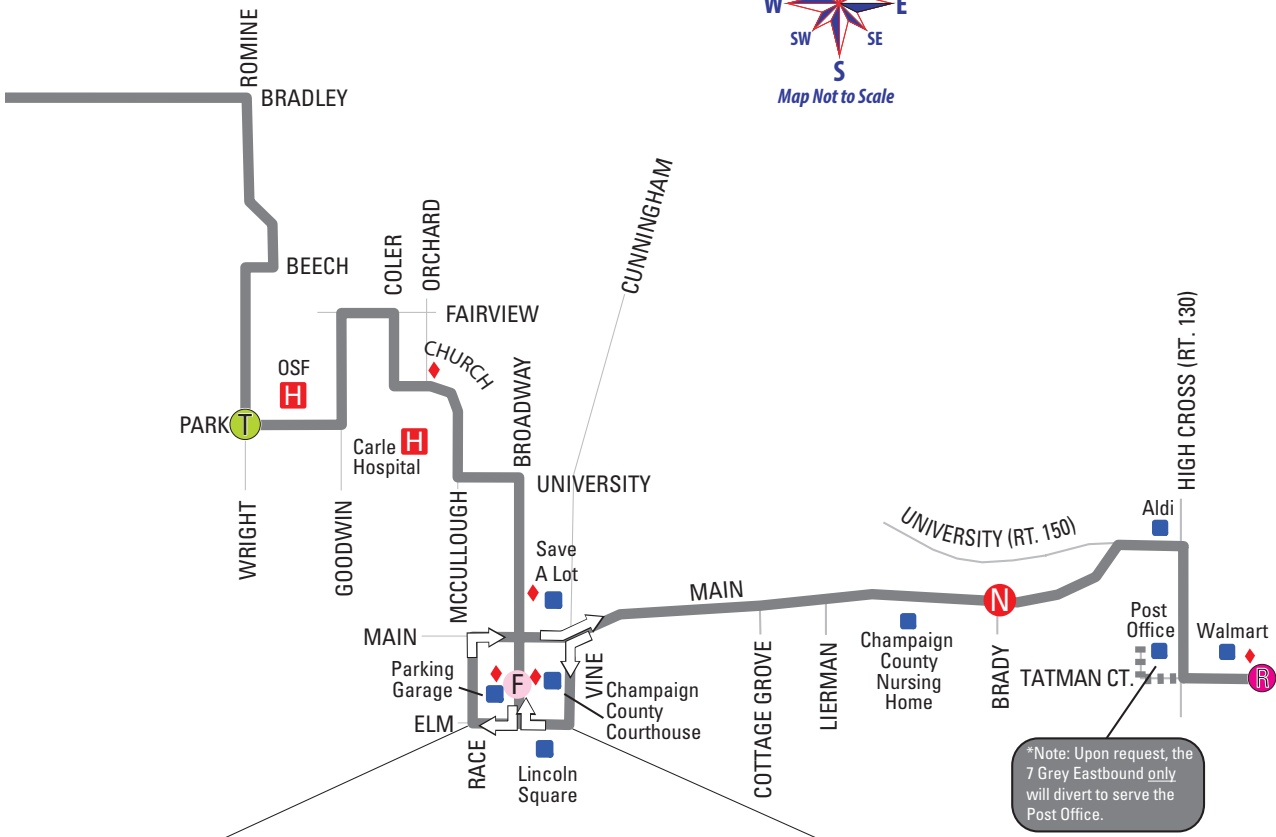 W
E
SW
SE
S
Map Not to Scale
ROMINE
BRADLEY
CUNNINGHAM
BEECH
COLER
ORCHARD
FAIRVIEW
HIGH CROSS (RT. 130)
CHURCH
OSF
H
BROADWAY
PARK
T
Carle
Hospital
H
UNIVERSITY
WRIGHT
GOODWIN
MCCULLOUGH
Aldi
UNIVERSITY (RT. 150)
Save
A Lot
MAIN
N
MAIN
Post
Office
Walmart
Parking
Garage
F
VINE
Champaign
County
Courthouse
COTTAGE GROVE
LIERMAN
Champaign
County
Nursing
Home
BRADY
TATMAN CT.
R
ELM
RACE
Lincoln
Square
*Note: Upon request, the
7 Grey Eastbound only
will divert to serve the
Post Office.